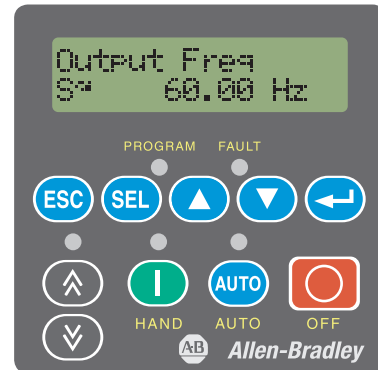 Output Freq
S 60.00 Hz
PROGRAM FAULT
ESC SEL
AUTO
HAND AUTO OFF
AB Allen-Bradley